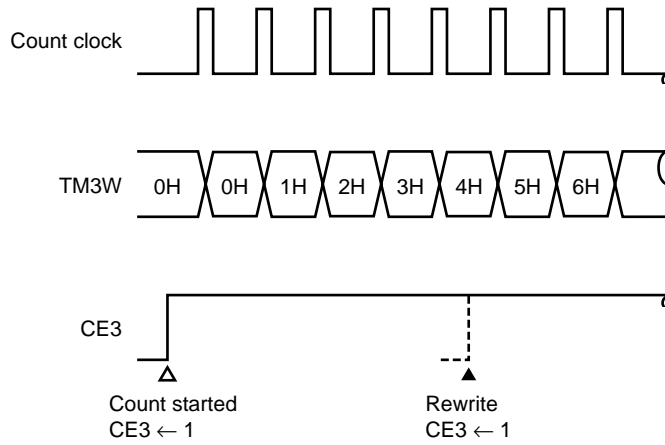 Count clock
TM3W
0H 0H 1H 2H 3H 4H 5H 6H
CE3
Count started
CE3 ← 1
Rewrite
CE3 ← 1